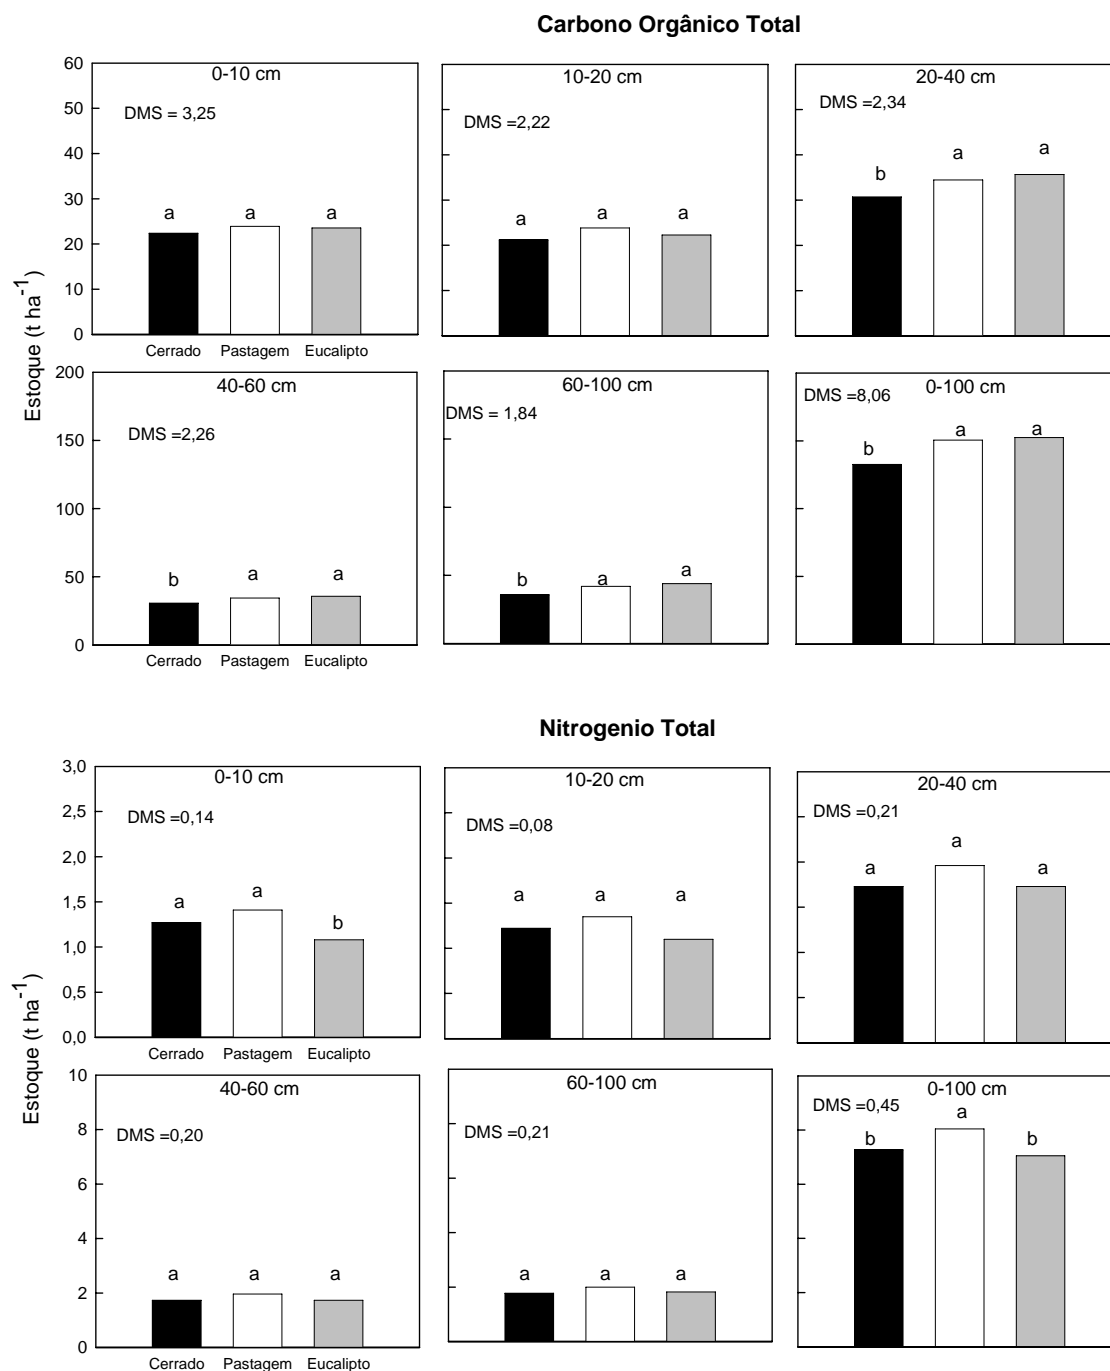 Carbono Orgânico Total
0-10 cm
10-20 cm
20-40 cm
DMS = 3,25
DMS =2,22
DMS =2,34
60
50
40
30
20
10
0
a a a
a a a
b a a
Cerrado Pastagem Eucalipto
Estoque (t ha-1)
40-60 cm
60-100 cm
0-100 cm
DMS =2,26
DMS = 1,84
DMS =8,06
200
150
100
50
0
b a a
b a a
b a a
Cerrado Pastagem Eucalipto
Nitrogenio Total
0-10 cm
10-20 cm
20-40 cm
DMS =0,14
DMS =0,08
DMS =0,21
3,0
2,5
2,0
1,5
1,0
0,5
0,0
a a b
a a a
a a a
Cerrado Pastagem Eucalipto
Estoque (t ha-1)
40-60 cm
60-100 cm
0-100 cm
DMS =0,20
DMS =0,21
DMS =0,45
10
8
6
4
2
0
a a a
a a a
b a b
Cerrado Pastagem Eucalipto